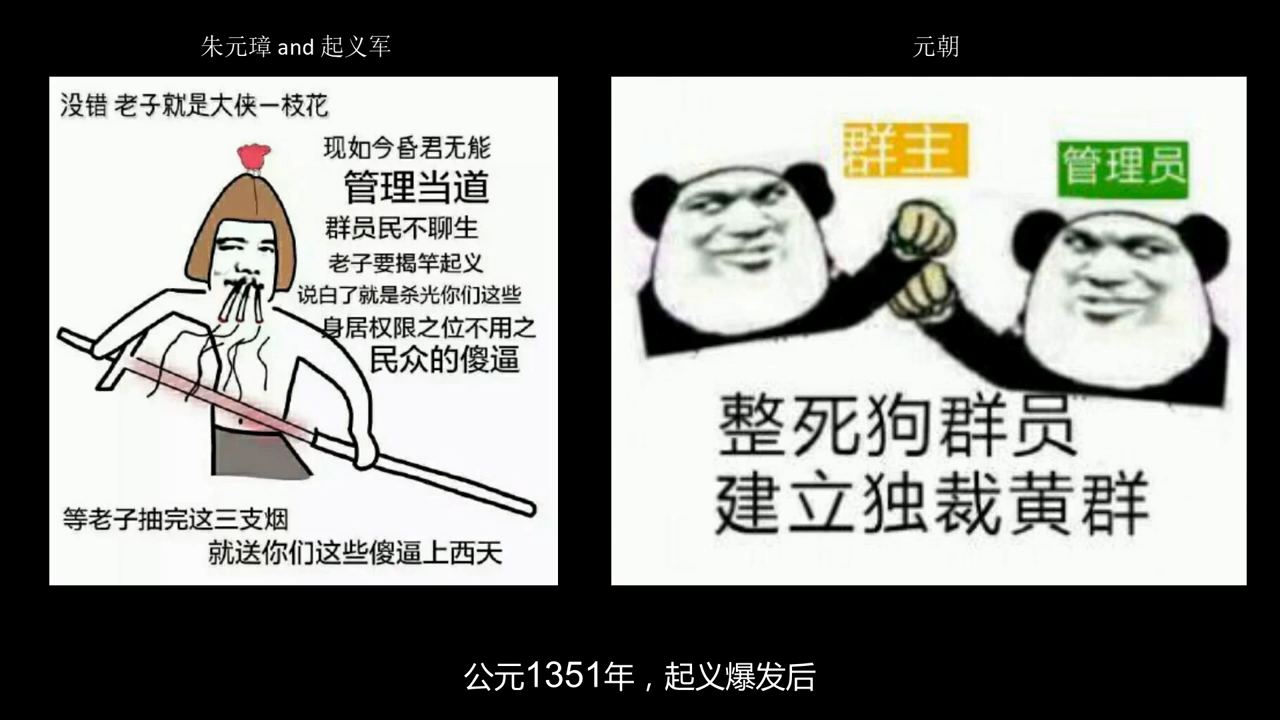 朱元璋 and 起义军
没错 老子就是大侠一枝花
现如今昏君无能
管理当道
群员民不聊生
老子要揭竿起义
说白了就是杀光你们这些
身居权限之位不用之
民众的傻逼
等老子抽完这三支烟
就送你们这些傻逼上西天
元朝
群主
管理员
整死狗群员
建立独裁黄群
公元1351年，起义爆发后